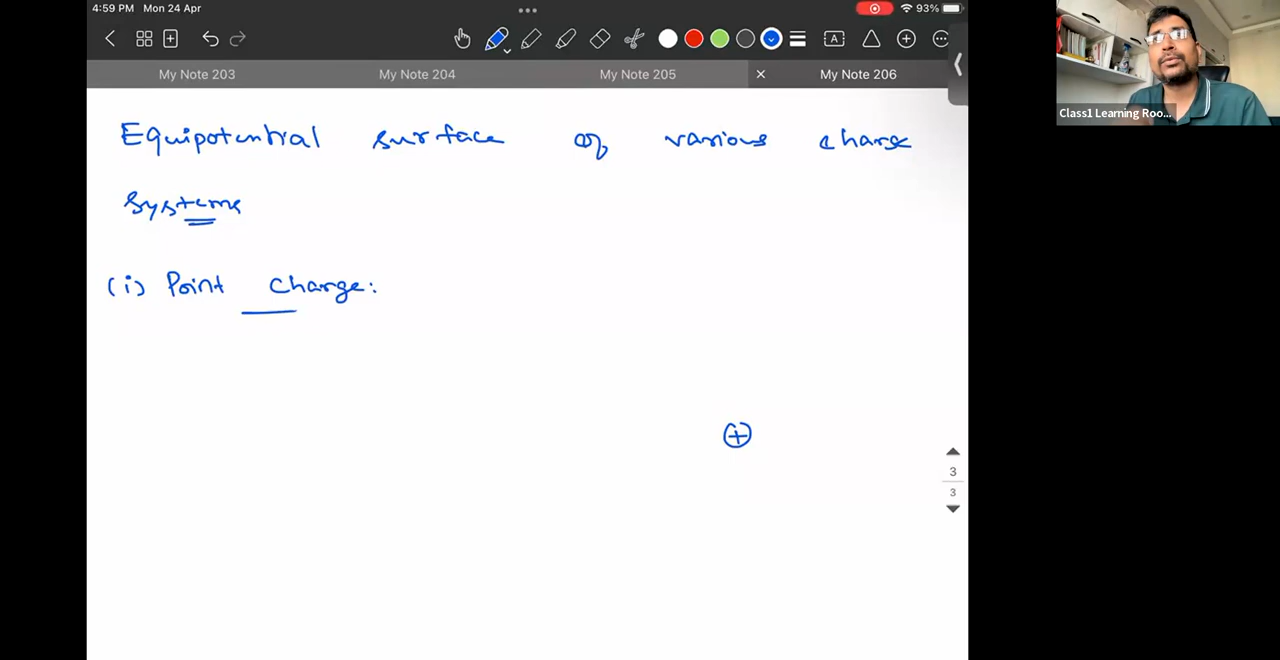 4:59 PM Mon 24 Apr
93%
My Note 203
My Note 204
My Note 205
My Note 206
Equipotential surface of various charge
systems
(i) Point charge:
+
A
3
3
Class1 Learning Roo...